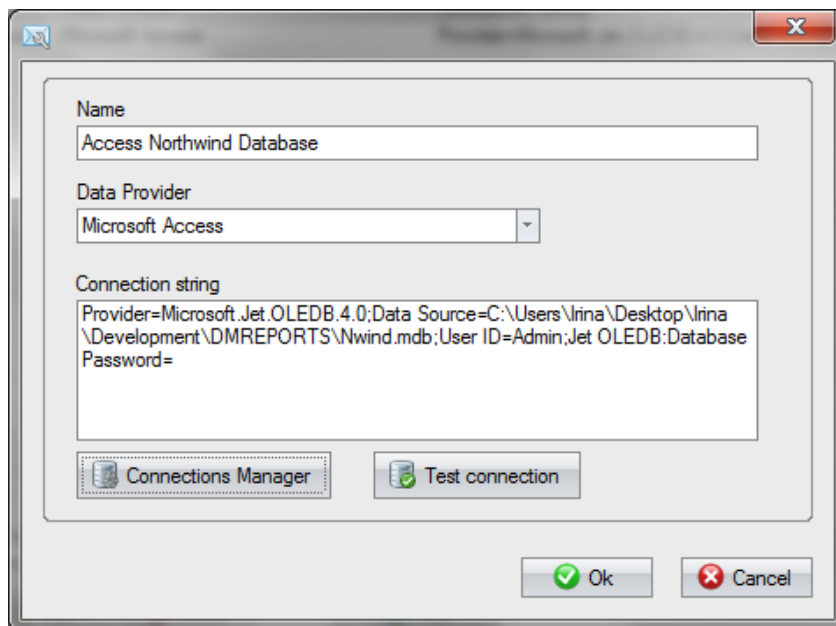 Name
Access Northwind Database
Data Provider
Microsoft Access
Connection string
Provider=Microsoft.Jet.OLEDB.4.0;Data Source=C:\Users\Irina\Desktop\Irina
\Development\DMREPORTS\Nwind.mdb;User ID=Admin;Jet OLEDB:Database
Password=
Connections Manager
Test connection
Ok
Cancel